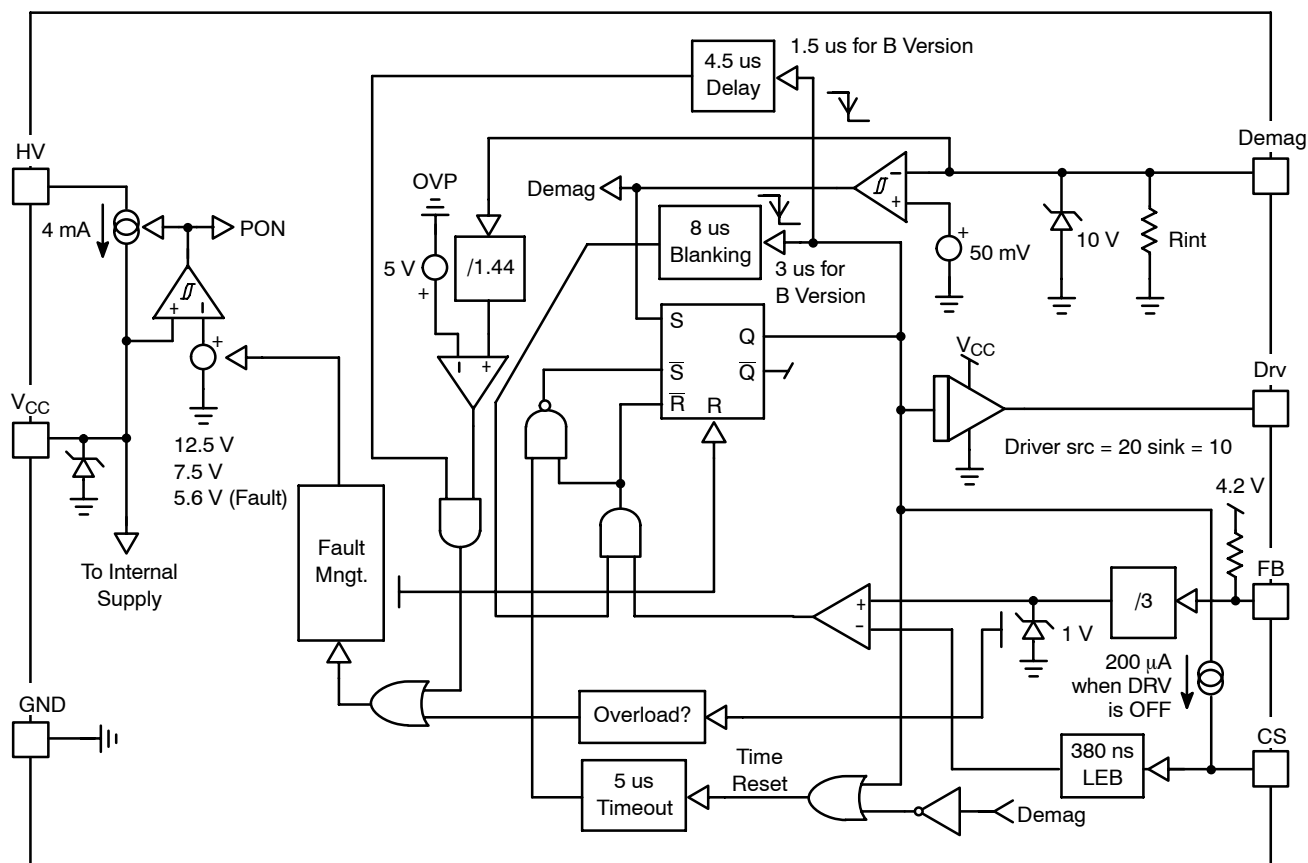 1.5 us for B Version
4.5 us
Delay
HV
Demag
OVP
Demag
4 mA
PON
8 us
Blanking
-
+
+
10 V
Rint
5 V
+
/1.44
50 mV
3 us for
B Version
+
-
+
S
Q
-
+
S
Q
R
R
VCC
Drv
VCC
12.5 V
7.5 V
5.6 V (Fault)
Driver src = 20 sink = 10
4.2 V
Fault
Mngt.
To Internal
Supply
FB
+
-
/3
1 V
200 μA
when DRV
is OFF
GND
Overload?
CS
380 ns
LEB
Time
Reset
5 us
Timeout
Demag